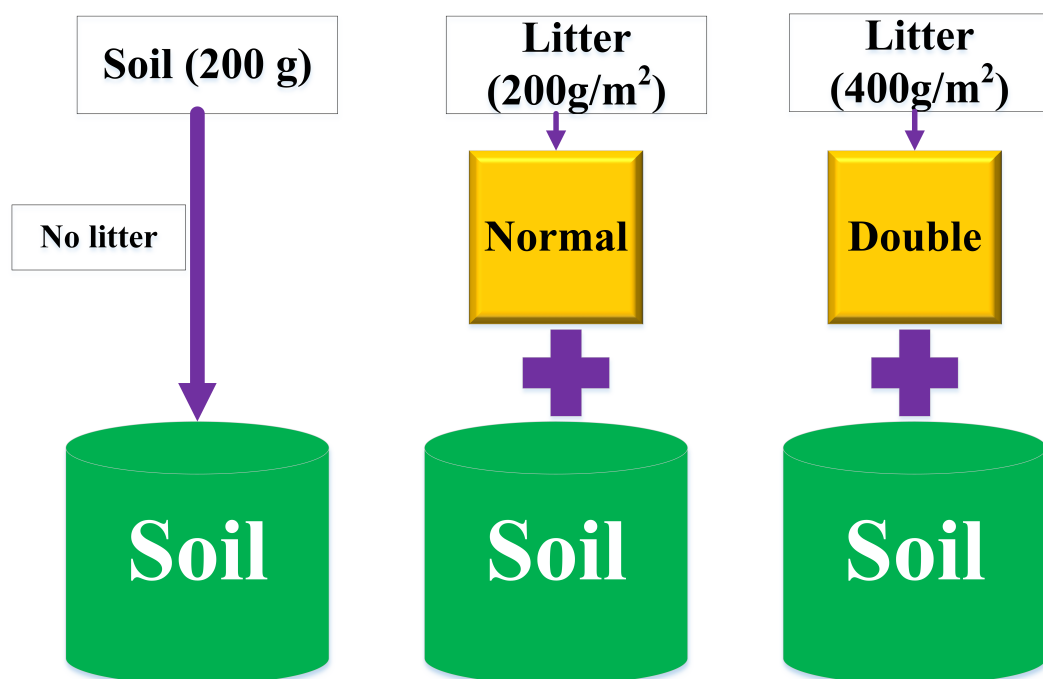 Soil (200 g)
No litter
Soil
Litter
(200g/m²)
Normal
Soil
Litter
(400g/m²)
Double
Soil